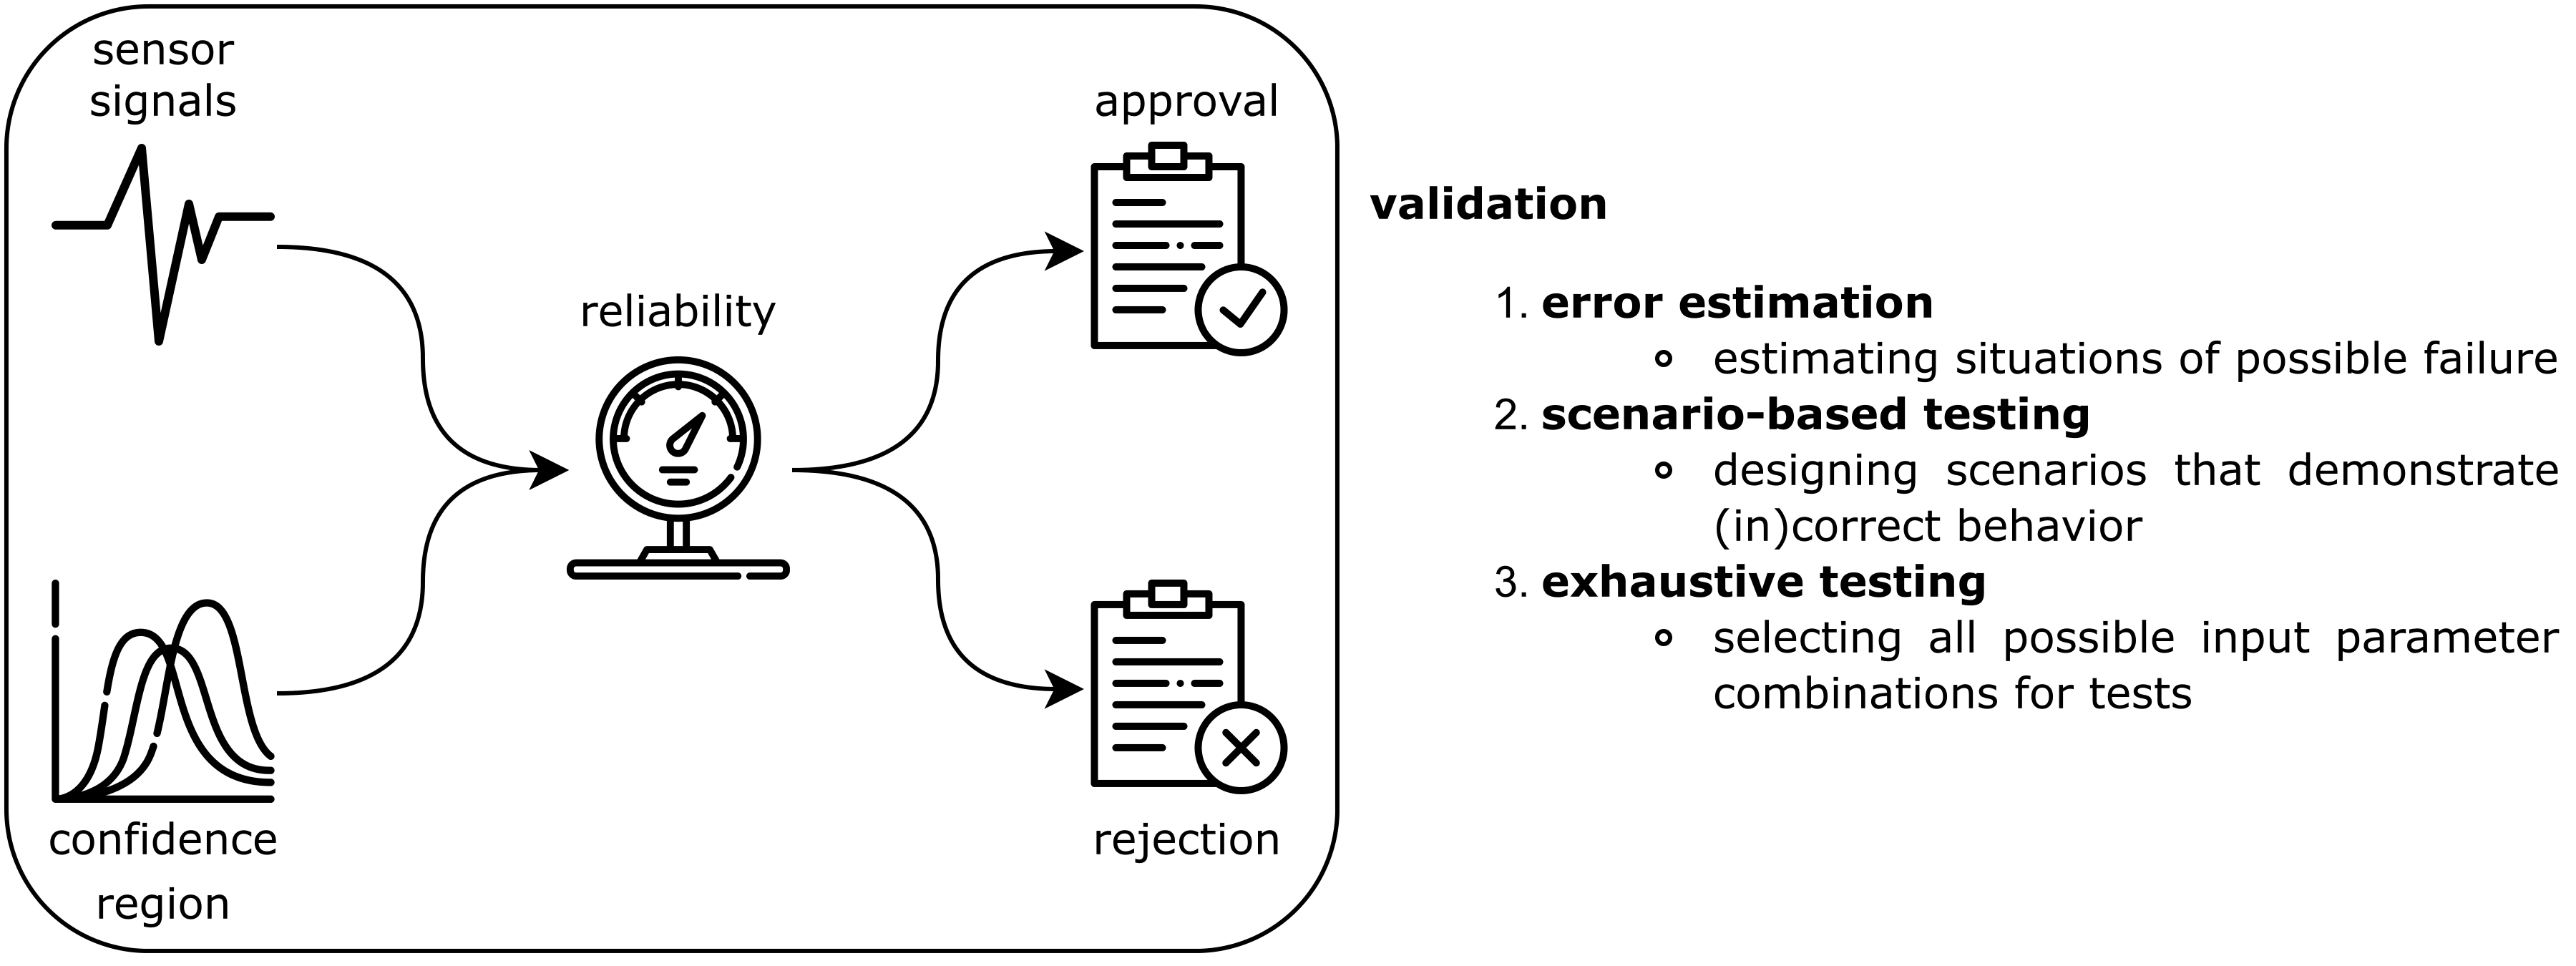 sensor
signals
approval
reliability
confidence
region
rejection
validation
1. error estimation
estimating situations of possible failure
2. scenario-based testing
designing scenarios that demonstrate
(in)correct behavior
3. exhaustive testing
selecting all possible input parameter
combinations for tests